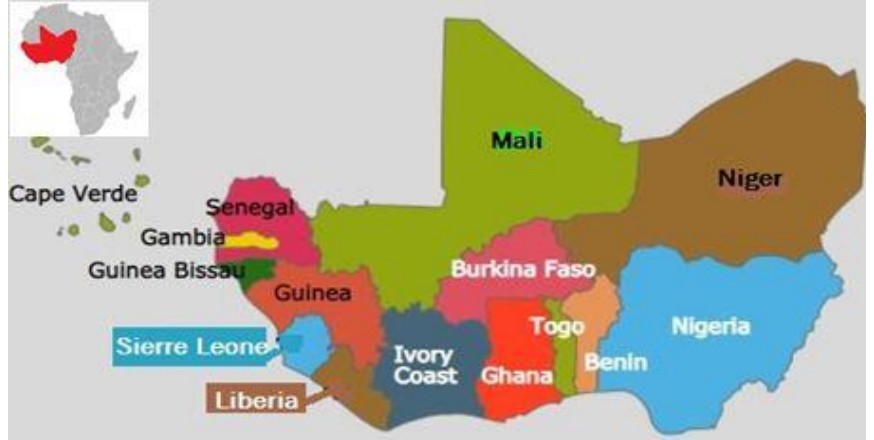 Mali
Niger
Cape Verde
Senegal
Gambia
Guinea Bissau
Burkina Faso
Guinea
Togo
Nigeria
Sierre Leone
Ivory
Coast
Ghana
Benin
Liberia